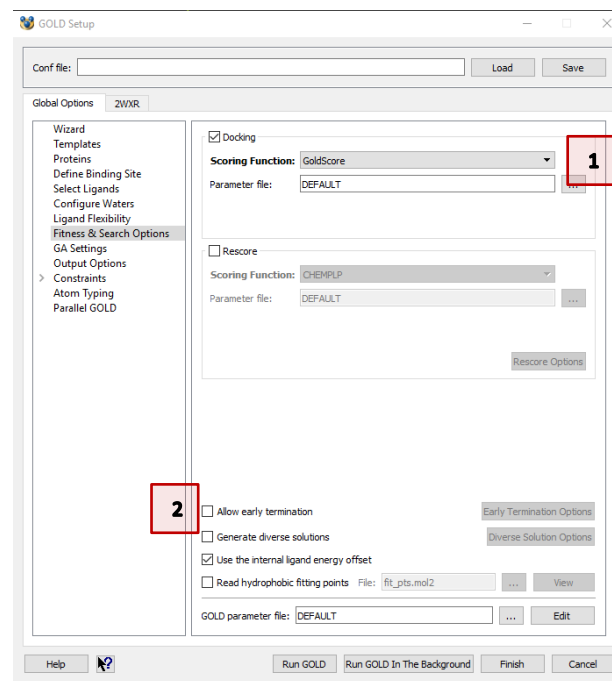 GOLD Setup
Conf file: Load Save
Global Options 2WXR
Wizard
Templates
Proteins
Define Binding Site
Select Ligands
Configure Waters
Ligand Flexibility
Fitness & Search Options
GA Settings
Output Options
Constraints
Atom Typing
Parallel GOLD
Docking
Scoring Function: GoldScore
1
Parameter file: DEFAULT ...
Rescore
Scoring Function: CHEMPLP
Parameter file: DEFAULT ...
Rescore Options
2
Allow early termination Early Termination Options
Generate diverse solutions Diverse Solution Options
Use the internal ligand energy offset
Read hydrophobic fitting points File: fit_pts.mol2 ... View
GOLD parameter file: DEFAULT ... Edit
Help Run GOLD Run GOLD In The Background Finish Cancel